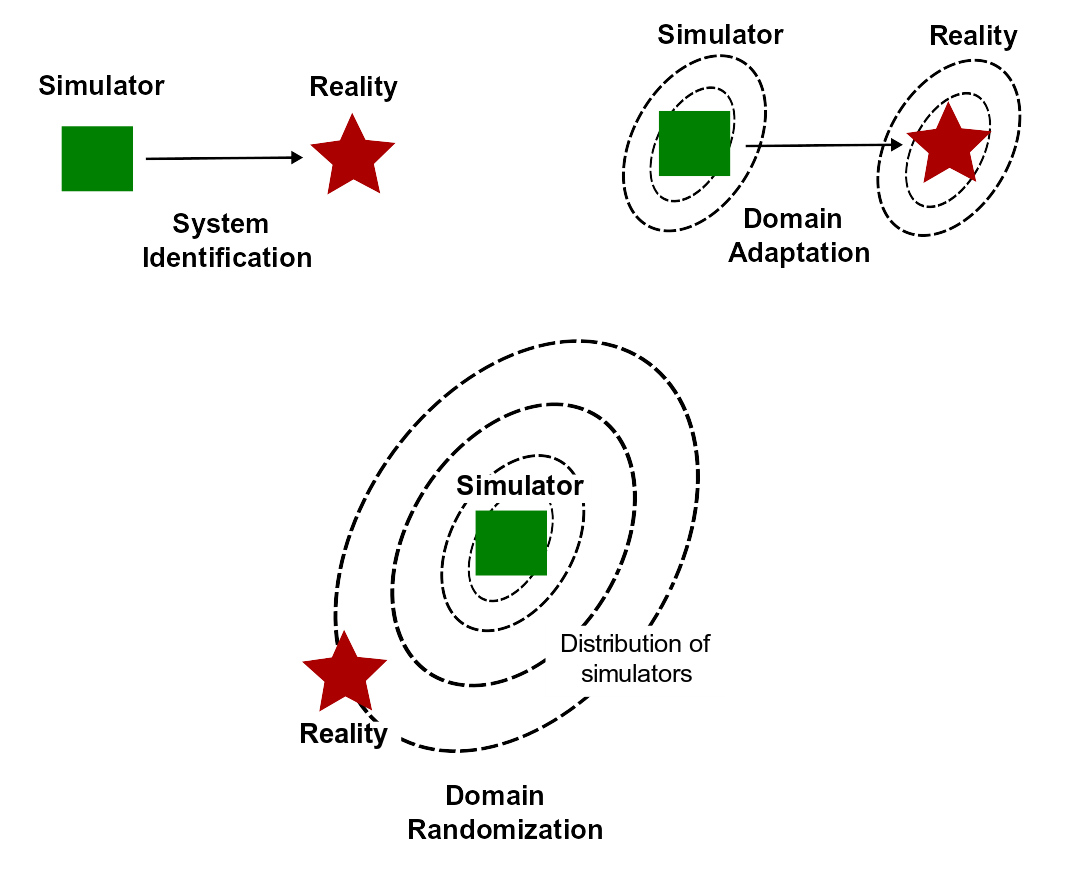 Simulator
Reality
System
Identification
Simulator
Reality
Domain
Adaptation
Simulator
Distribution of
simulators
Reality
Domain
Randomization